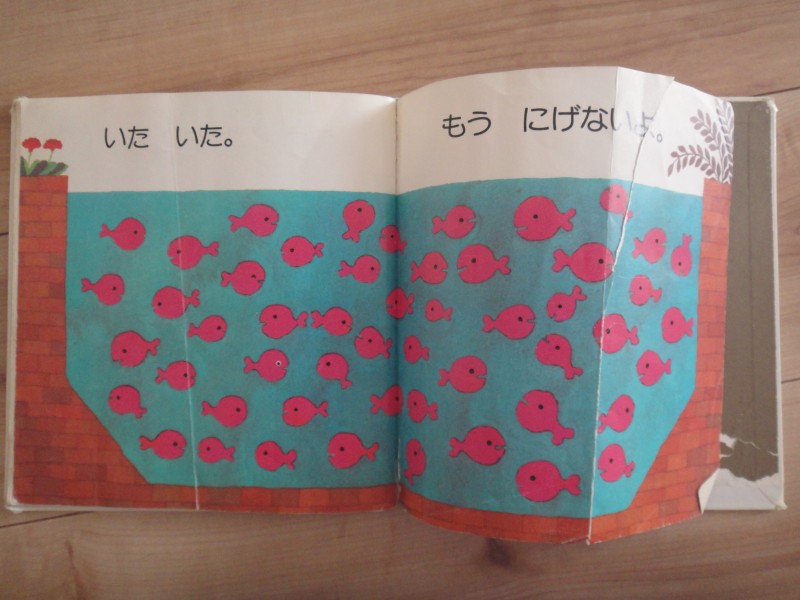 いた　いた。
もう　にげないよ。